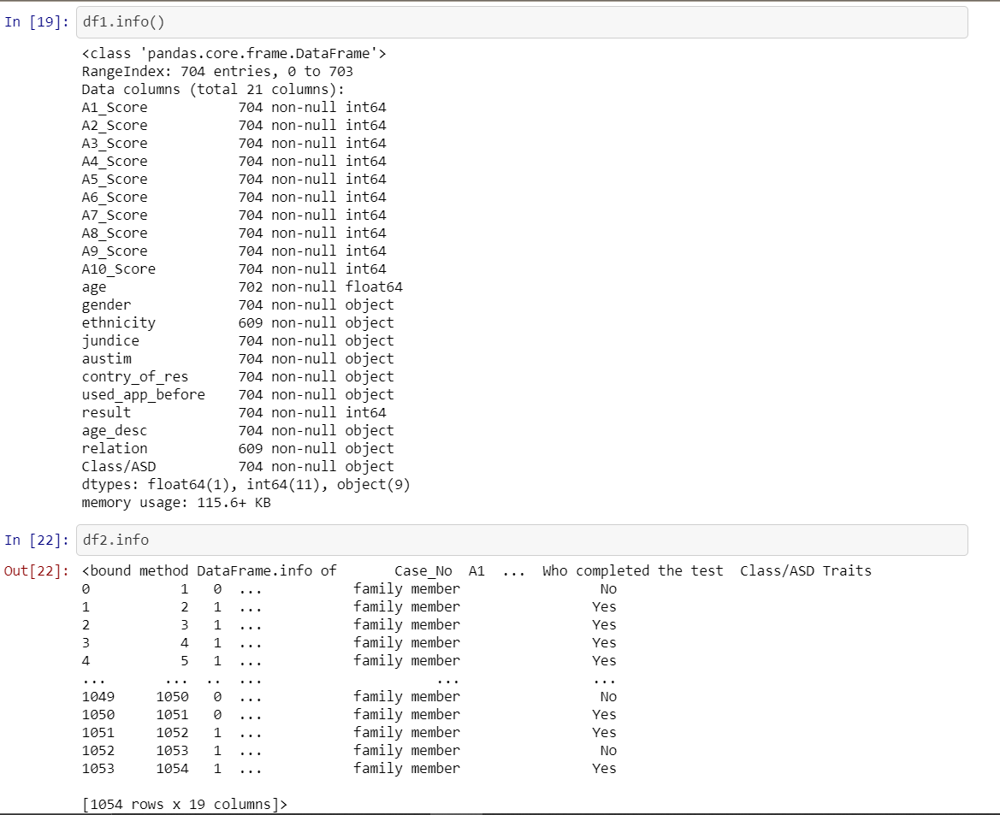 In [19]: df1.info()
<class 'pandas.core.frame.DataFrame'>
RangeIndex: 704 entries, 0 to 703
Data columns (total 21 columns):
A1_Score           704 non-null int64
A2_Score           704 non-null int64
A3_Score           704 non-null int64
A4_Score           704 non-null int64
A5_Score           704 non-null int64
A6_Score           704 non-null int64
A7_Score           704 non-null int64
A8_Score           704 non-null int64
A9_Score           704 non-null int64
A10_Score          704 non-null int64
age                702 non-null float64
gender             704 non-null object
ethnicity          609 non-null object
jundice            704 non-null object
austim             704 non-null object
contry_of_res      704 non-null object
used_app_before    704 non-null object
result             704 non-null int64
age_desc           704 non-null object
relation           609 non-null object
Class/ASD          704 non-null object
dtypes: float64(1), int64(11), object(9)
memory usage: 115.6+ KB
In [22]: df2.info
Out[22]: <bound method DataFrame.info of       Case_No  A1  ...  Who completed the test  Class/ASD Traits
0           1   0  ...           family member                 No
1           2   1  ...           family member                Yes
2           3   1  ...           family member                Yes
3           4   1  ...           family member                Yes
4           5   1  ...           family member                Yes
...       ...  ..  ...                     ...                ...
1049     1050   0  ...           family member                 No
1050     1051   0  ...           family member                Yes
1051     1052   1  ...           family member                Yes
1052     1053   1  ...           family member                 No
1053     1054   1  ...           family member                Yes
[1054 rows x 19 columns]>